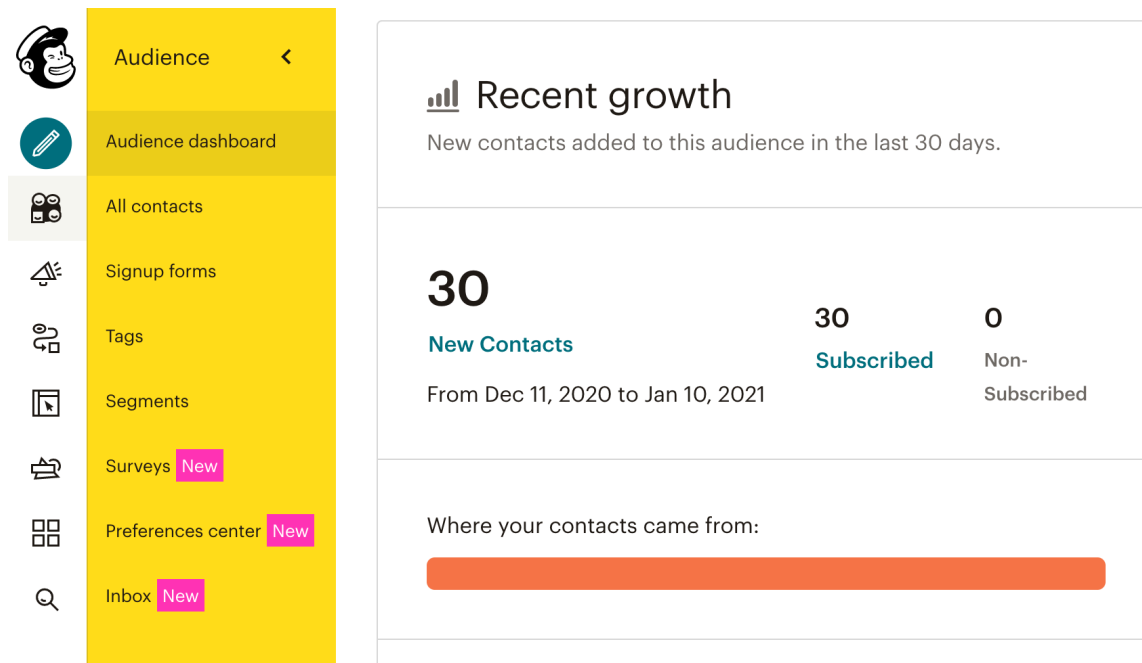 Audience
Audience dashboard
All contacts
Signup forms
Tags
Segments
Surveys New
Preferences center New
Inbox New
Recent growth
New contacts added to this audience in the last 30 days.
30
New Contacts
From Dec 11, 2020 to Jan 10, 2021
30
Subscribed
0
Non-
Subscribed
Where your contacts came from: